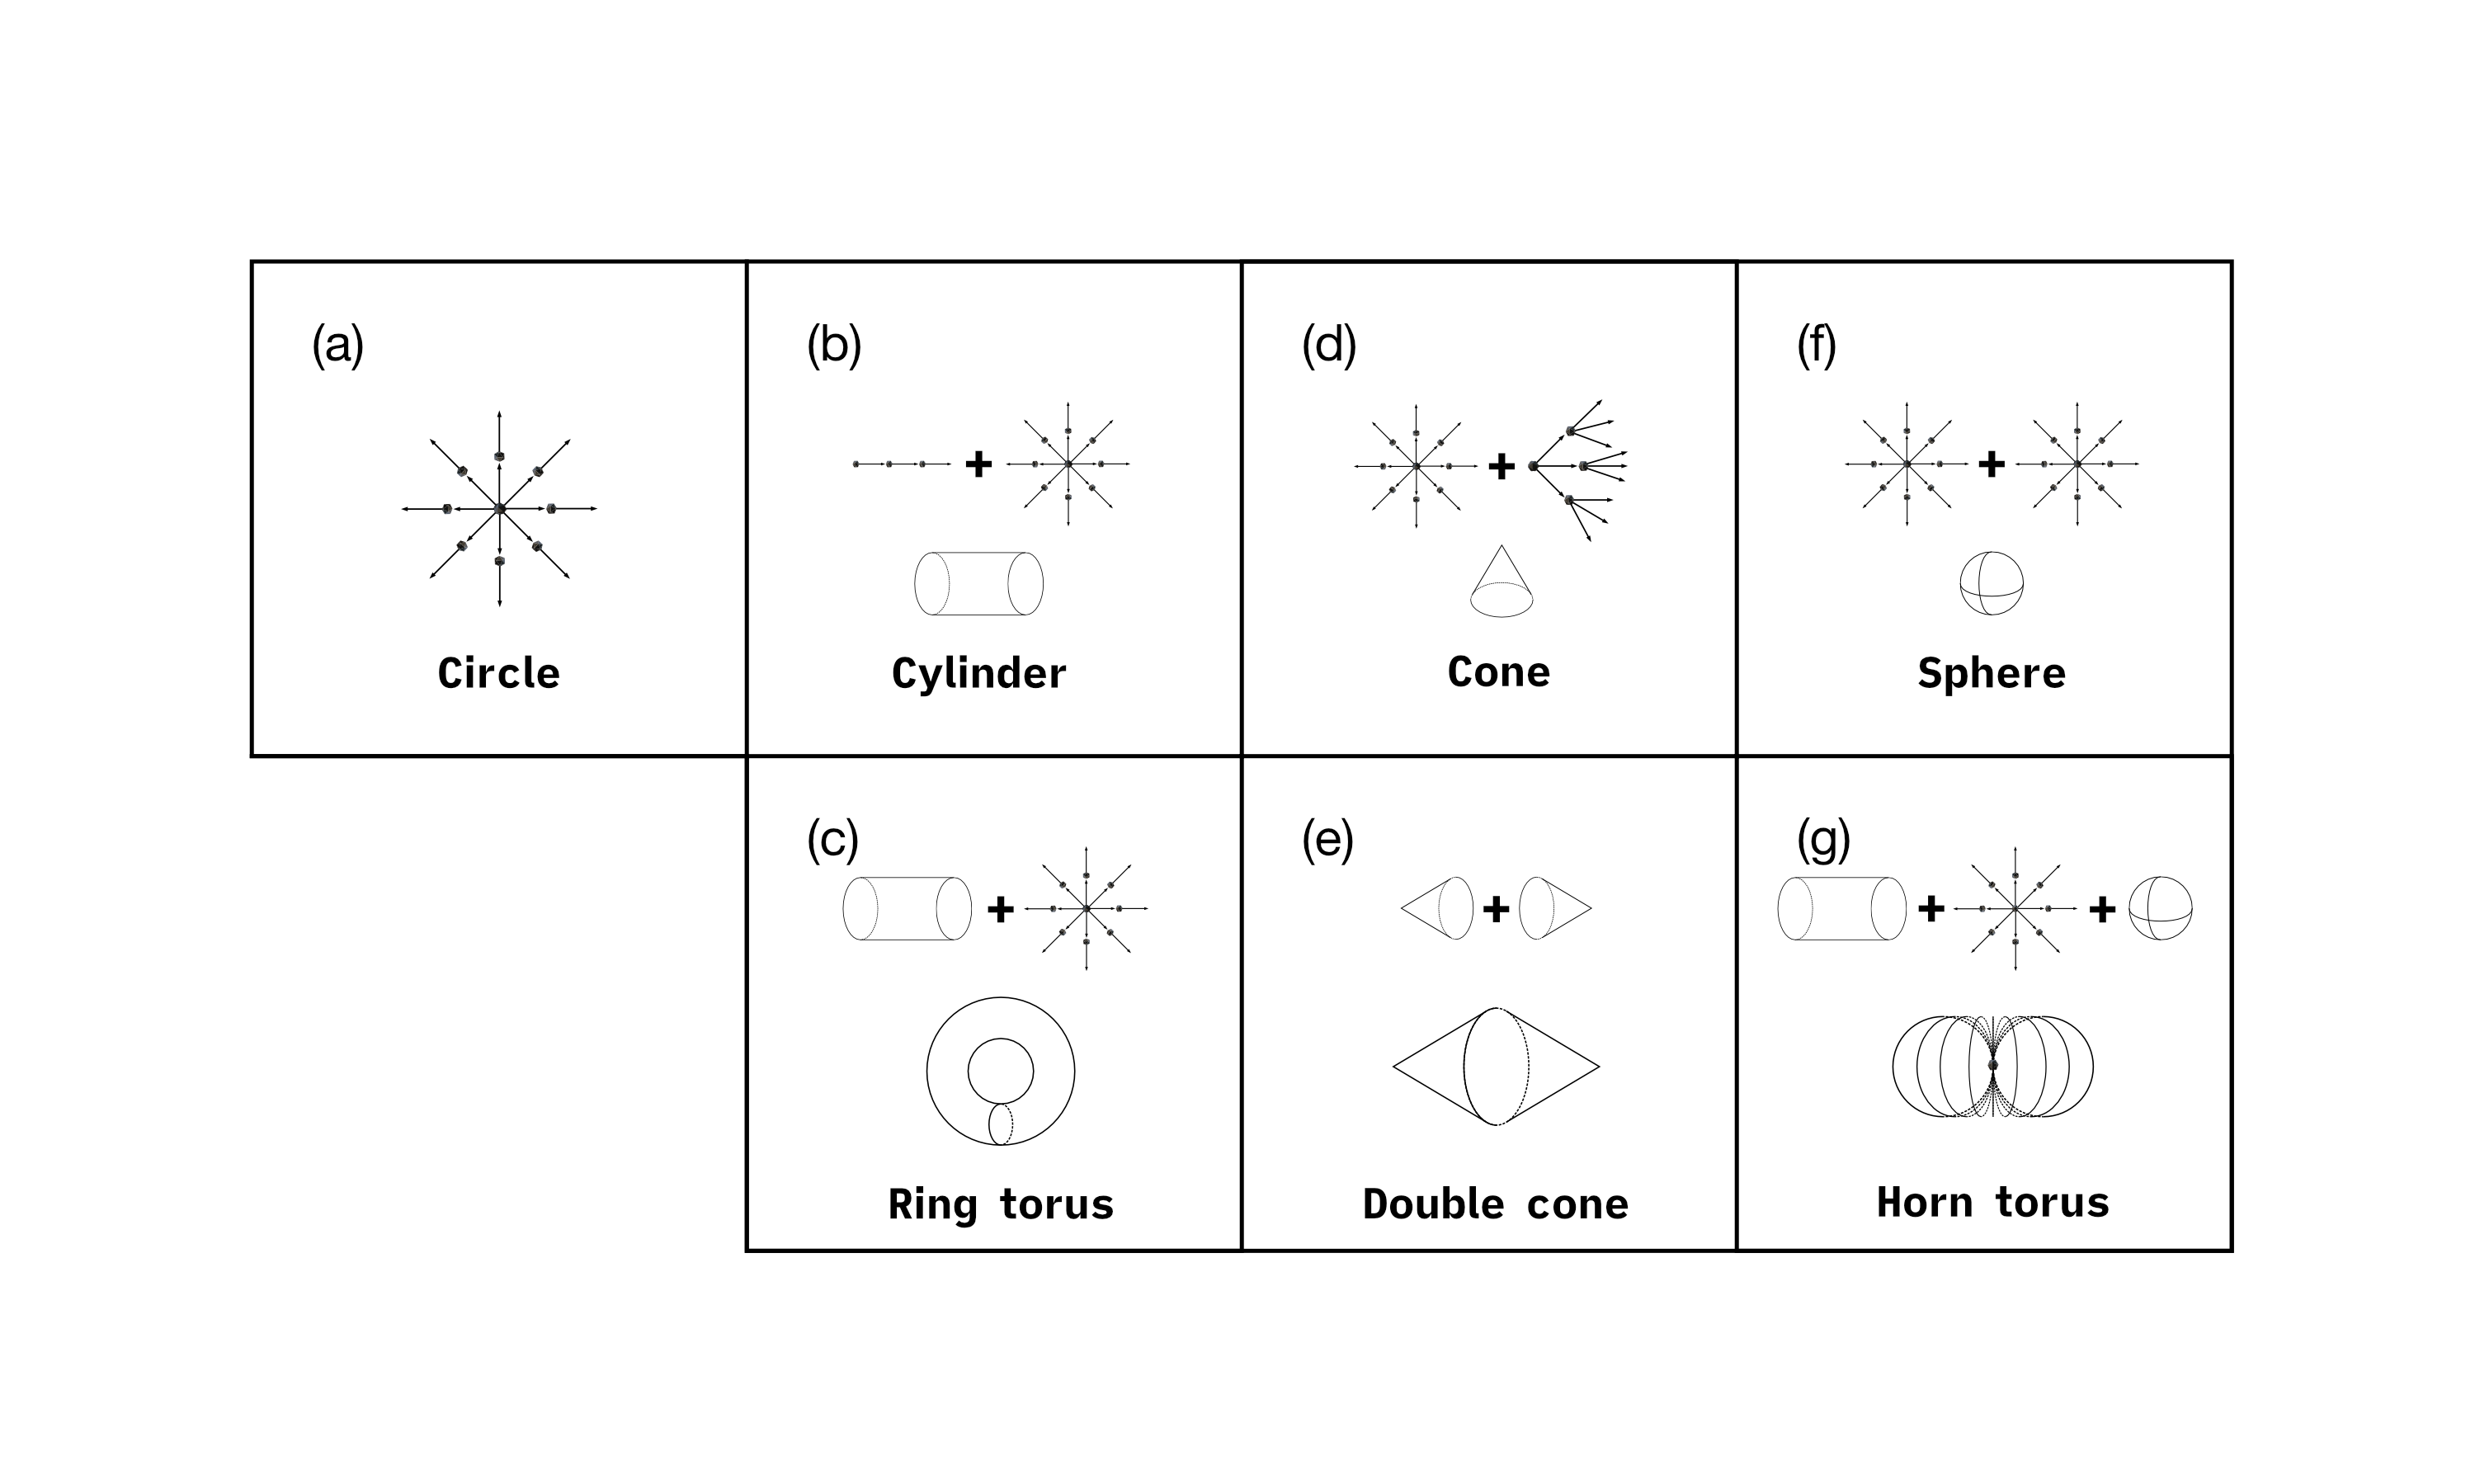 (a)
Circle
(b)
+
Cylinder
(d)
+
Cone
(f)
+
Sphere
(c)
+
Ring torus
(e)
+
Double cone
(g)
+ +
Horn torus